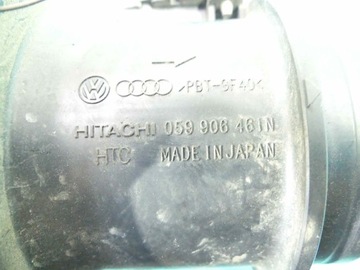 >PBT-GF40<
HITACHI 059 906 461N
HTC MADE IN JAPAN